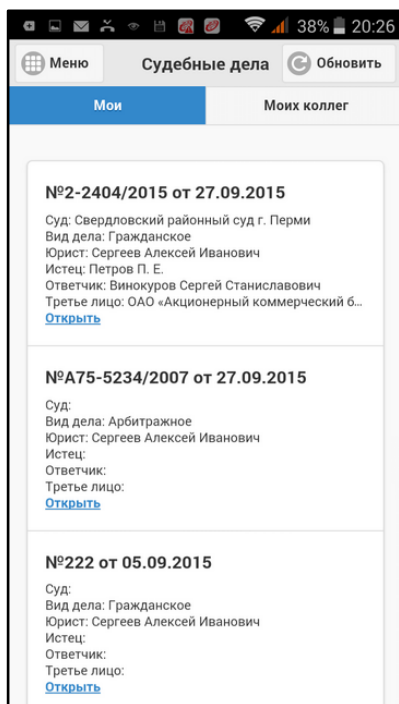 38% 20:26
Меню Судебные дела Обновить
Мои Моих коллег
№2-2404/2015 от 27.09.2015
Суд: Свердловский районный суд г. Перми
Вид дела: Гражданское
Юрист: Сергеев Алексей Иванович
Истец: Петров П. Е.
Ответчик: Винокуров Сергей Станиславович
Третье лицо: ОАО «Акционерный коммерческий б...
Открыть
№А75-5234/2007 от 27.09.2015
Суд:
Вид дела: Арбитражное
Юрист: Сергеев Алексей Иванович
Истец:
Ответчик:
Третье лицо:
Открыть
№222 от 05.09.2015
Суд:
Вид дела: Гражданское
Юрист: Сергеев Алексей Иванович
Истец:
Ответчик:
Третье лицо:
Открыть